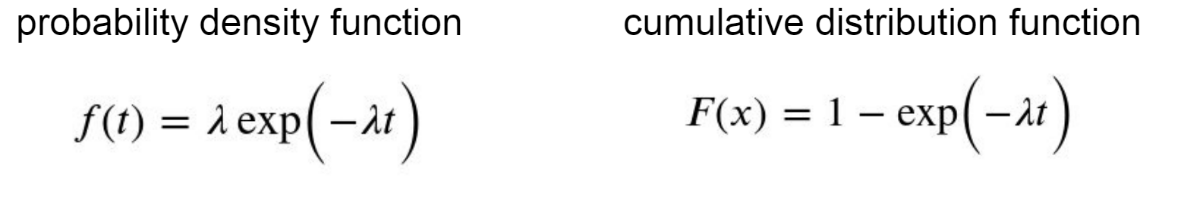 probability density function
cumulative distribution function
f(t) = λ exp(−λt)
F(x) = 1 − exp(−λt)